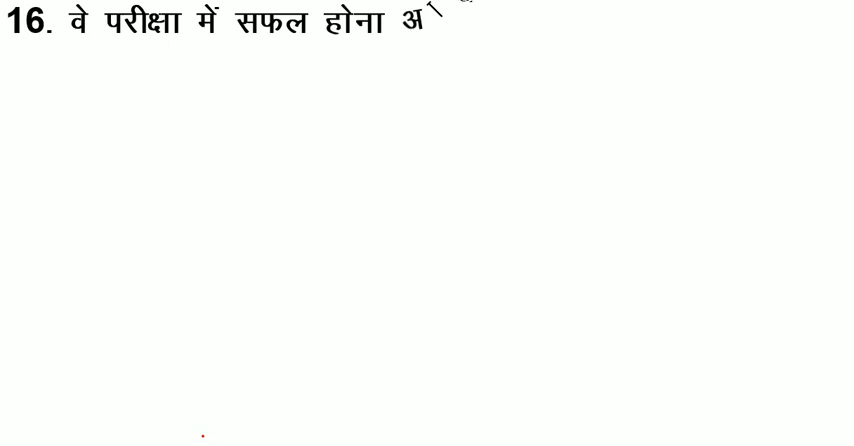 16. वे परीक्षा में सफल होना